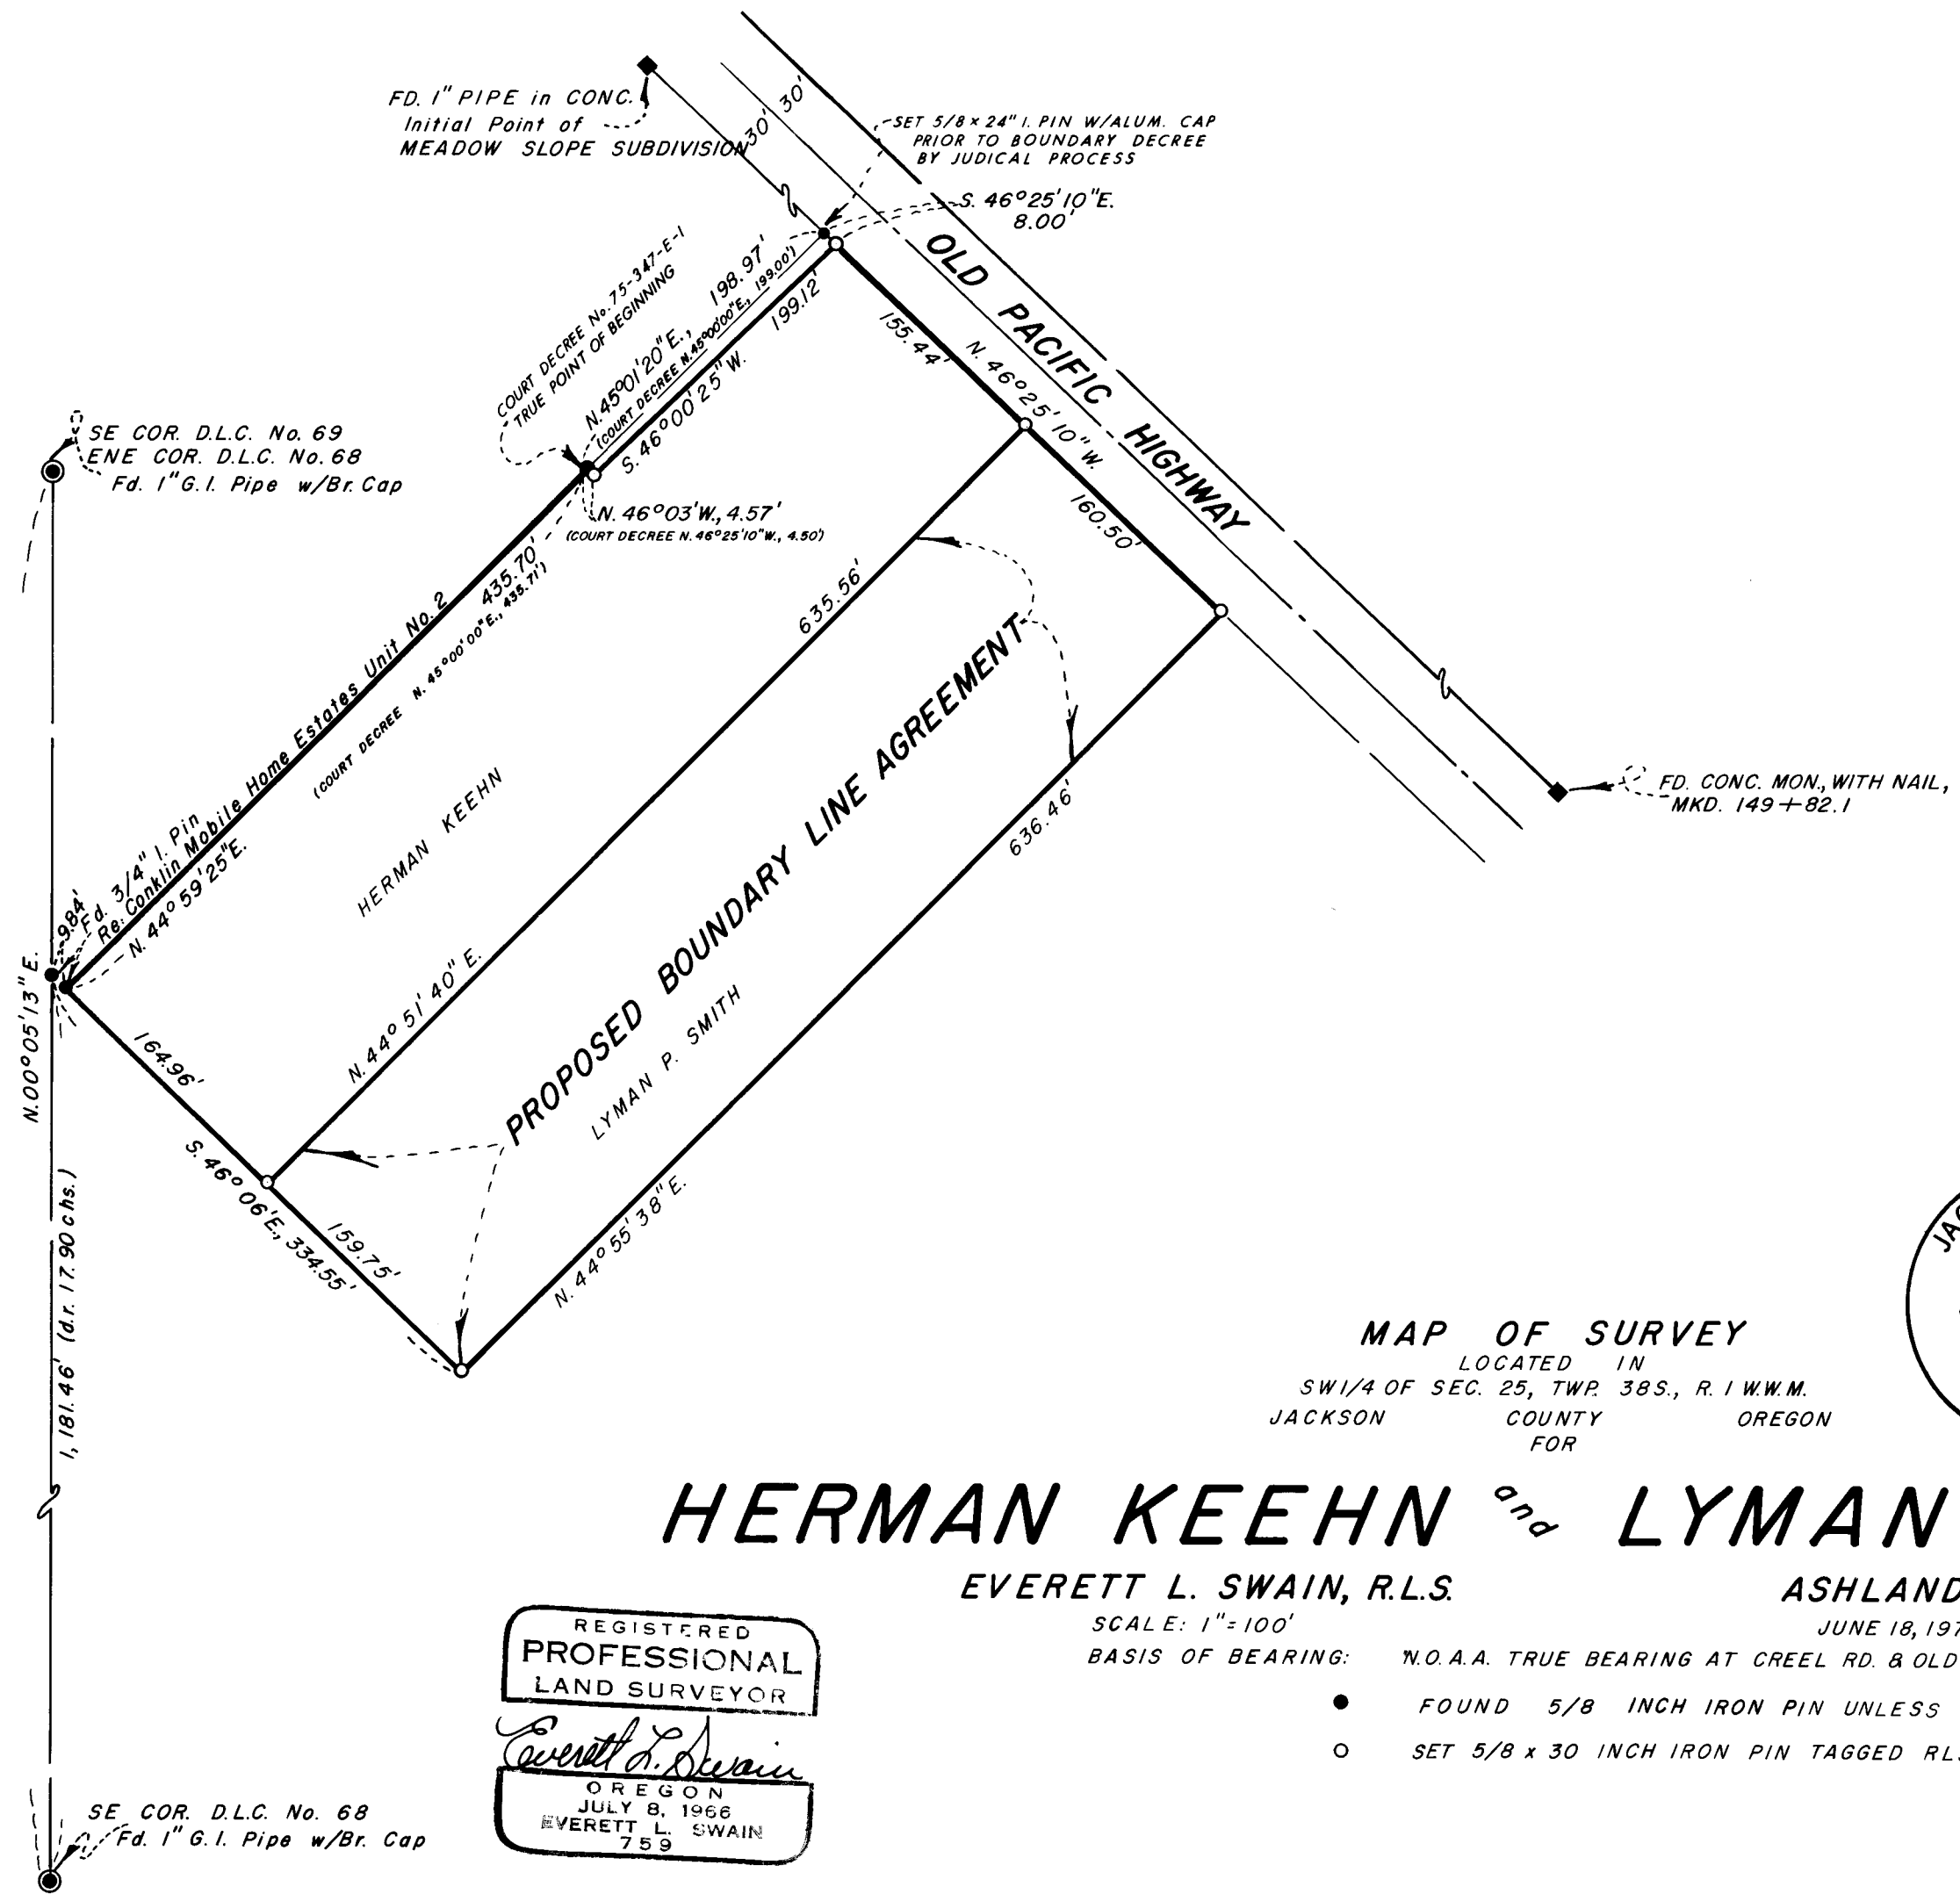 FD. 1" PIPE in CONC.
Initial Point of
MEADOW SLOPE SUBDIVISION
30' 30'
SET 5/8 x 24" I. PIN W/ALUM. CAP
PRIOR TO BOUNDARY DECREE
BY JUDICAL PROCESS
S. 46°25'10"E.
8.00'
OLD PACIFIC HIGHWAY
COURT DECREE No. 75-347-E-1
TRUE POINT OF BEGINNING
N. 45°01'20"E., 198.97'
(COURT DECREE N. 45°00'00"E., 199.00')
S. 46°00'25"W. 199.12'
155.44'
N. 46°25'10"W.
160.50'
SE COR. D.L.C. No. 69
ENE COR. D.L.C. No. 68
Fd. 1" G.I. Pipe w/Br. Cap
N. 46°03'W., 4.57'
(COURT DECREE N. 46°25'10"W., 4.50')
435.70'
(COURT DECREE N. 45°00'00"E., 435.71')
Fd. 3/4" I. Pin
Re: Conklin Mobile Home Estates Unit No. 2
N. 44°59'25"E.
9.84'
HERMAN KEEHN
635.56'
N. 44°51'40"E.
PROPOSED BOUNDARY LINE AGREEMENT
LYMAN P. SMITH
636.46'
N. 44°55'38"E.
FD. CONC. MON., WITH NAIL,
MKD. 149+82.1
N. 00°05'13"E.
1,181.46' (d.r. 17.90 chs.)
164.96'
S. 46°06'E., 334.55'
159.75'
SE COR. D.L.C. No. 68
Fd. 1" G.I. Pipe w/Br. Cap
MAP OF SURVEY
LOCATED IN
SW1/4 OF SEC. 25, TWP. 38S., R. 1 W.W.M.
JACKSON COUNTY OREGON
FOR
HERMAN KEEHN and LYMAN
EVERETT L. SWAIN, R.L.S. ASHLAND
SCALE: 1"=100' JUNE 18, 197
BASIS OF BEARING: N.O.A.A. TRUE BEARING AT CREEL RD. & OLD
● FOUND 5/8 INCH IRON PIN UNLESS
○ SET 5/8 x 30 INCH IRON PIN TAGGED RL
REGISTERED
PROFESSIONAL
LAND SURVEYOR
Everett L. Swain
OREGON
JULY 8, 1966
EVERETT L. SWAIN
759